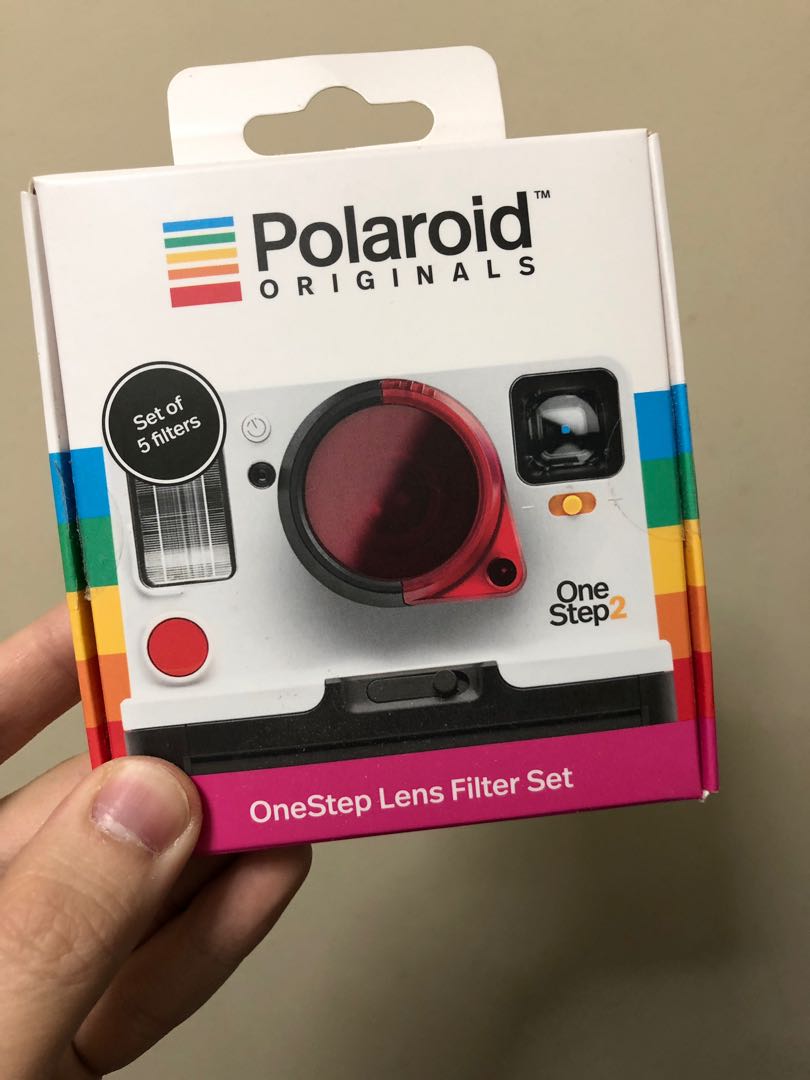 Polaroid™
ORIGINALS
Set of
5 filters
One
Step2
OneStep Lens Filter Set